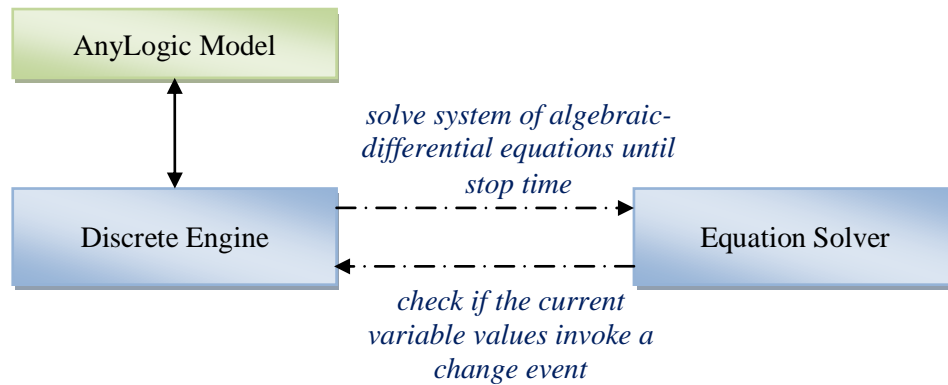 AnyLogic Model
solve system of algebraic-
differential equations until
stop time
Discrete Engine
Equation Solver
check if the current
variable values invoke a
change event